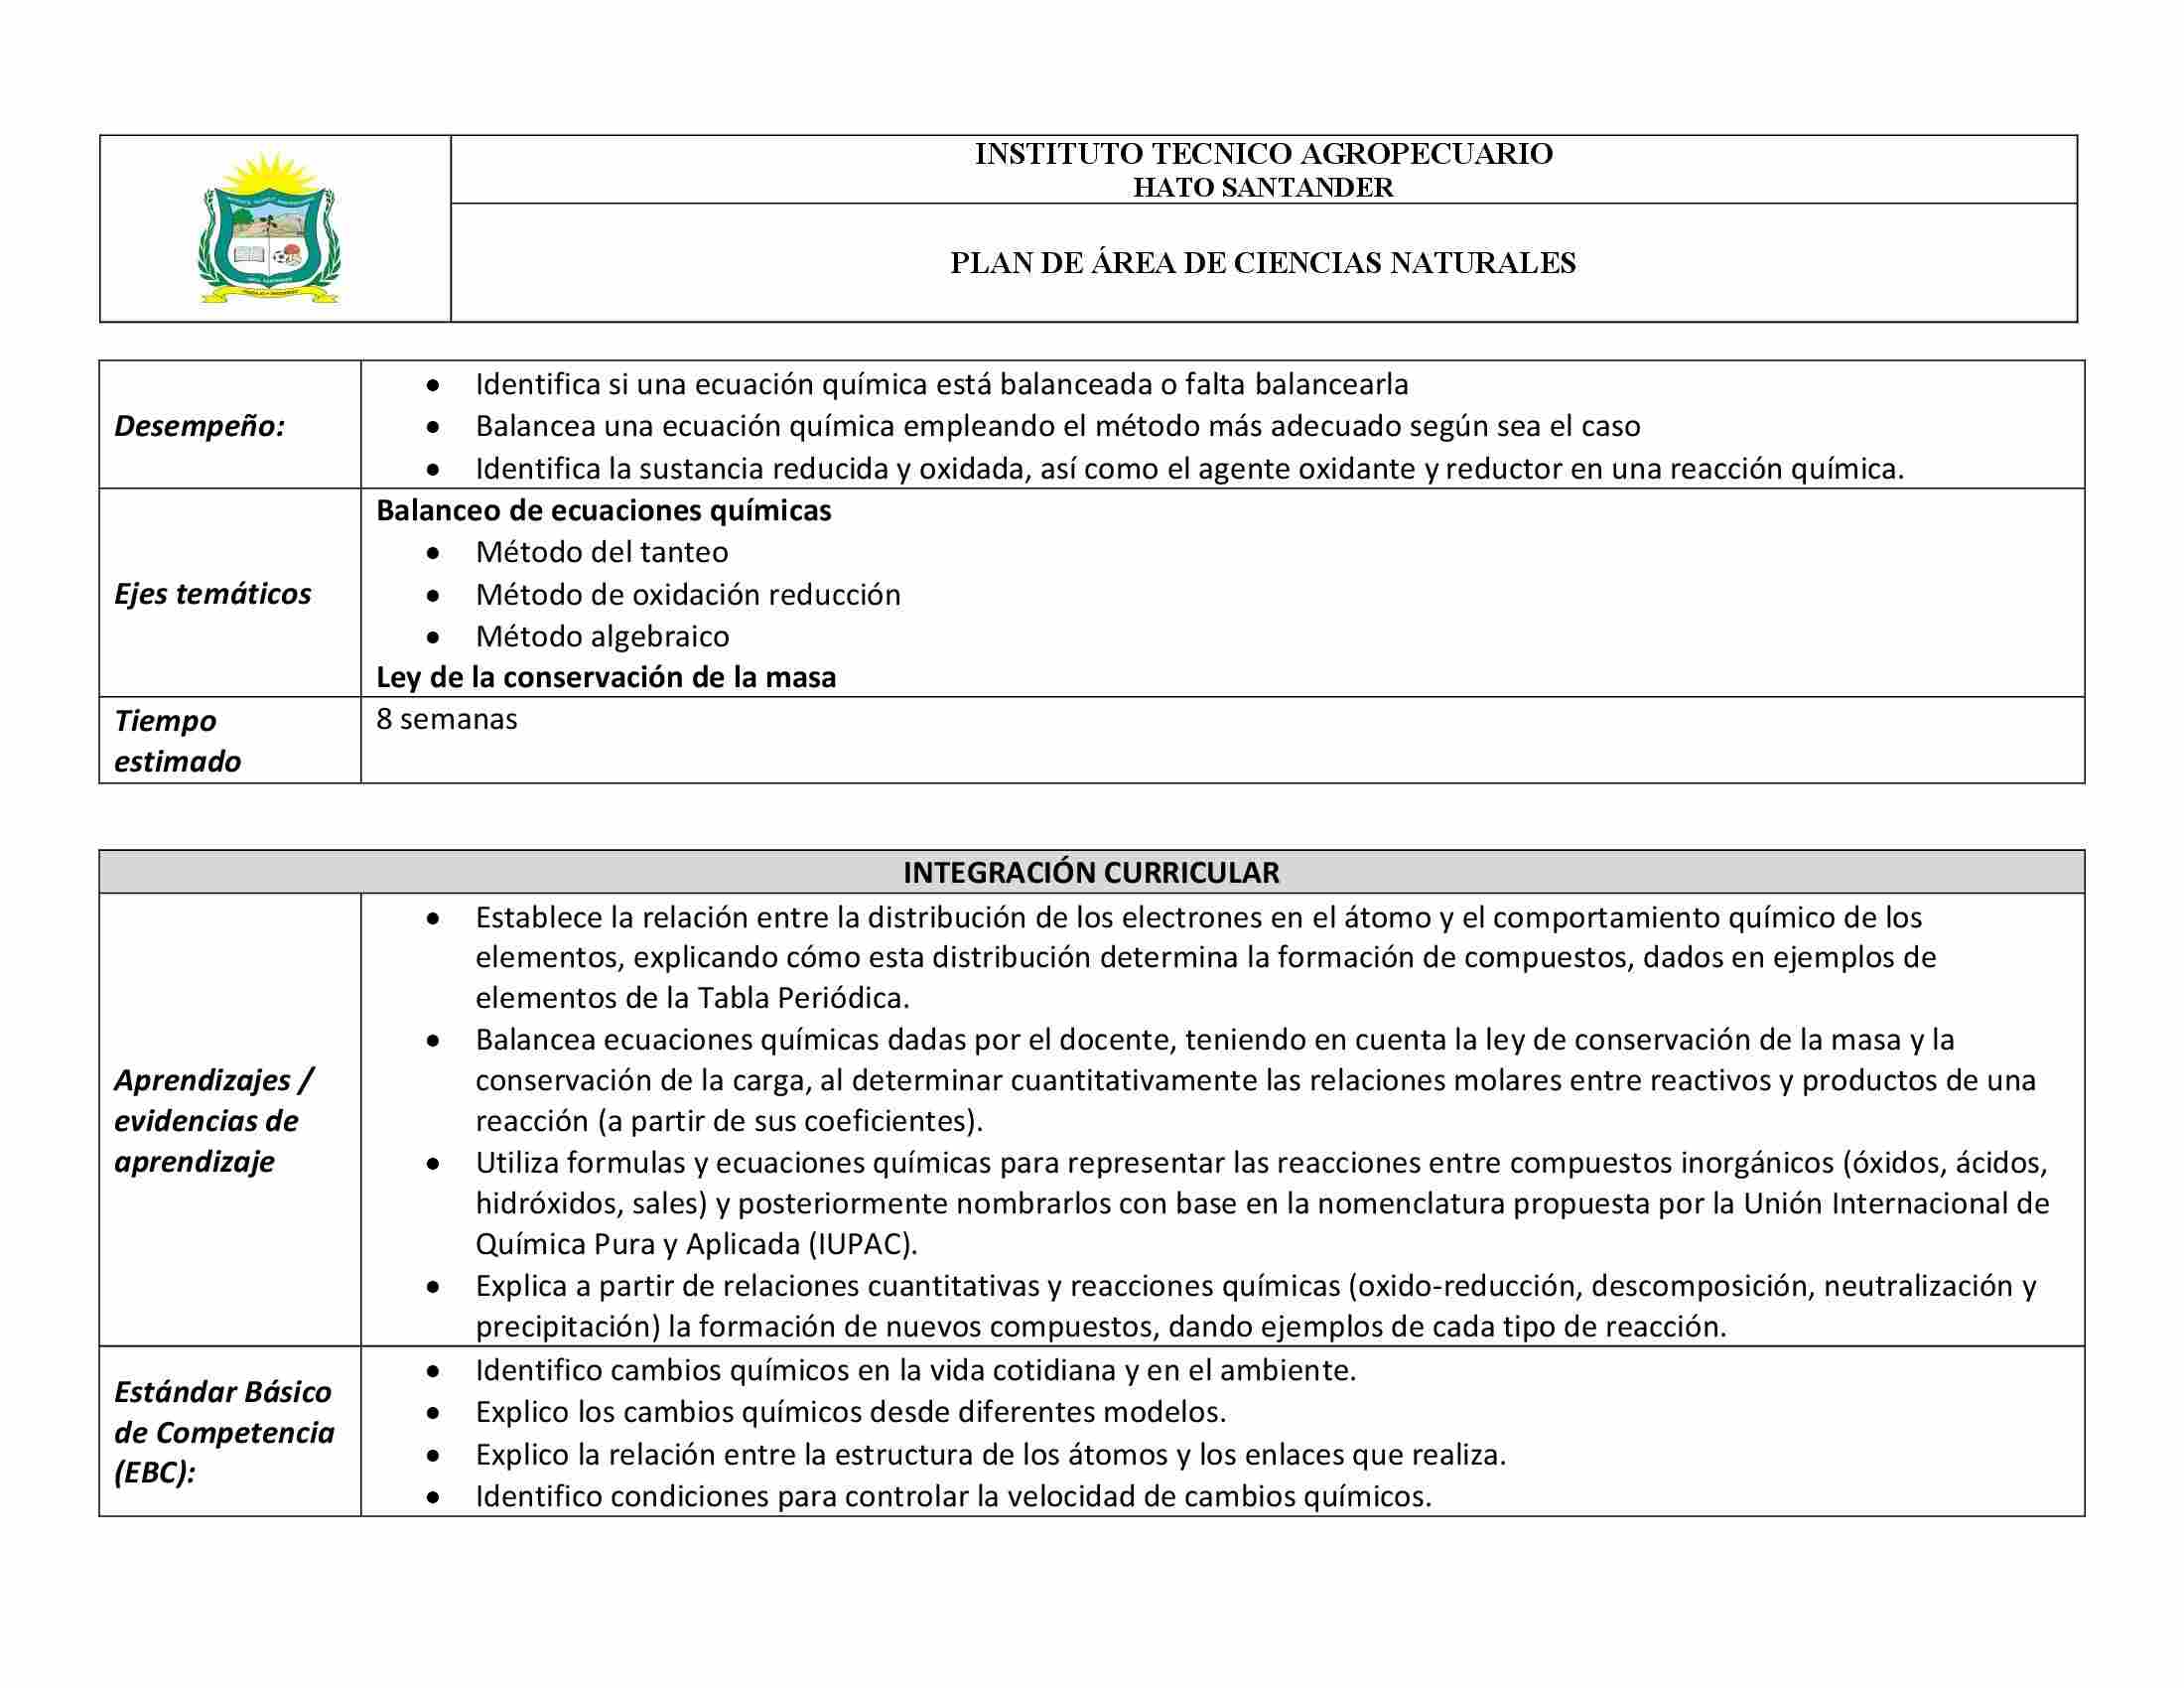 INSTITUTO TECNICO AGROPECUARIO
HATO SANTANDER
PLAN DE ÁREA DE CIENCIAS NATURALES
Desempeño:
• Identifica si una ecuación química está balanceada o falta balancearla
• Balancea una ecuación química empleando el método más adecuado según sea el caso
• Identifica la sustancia reducida y oxidada, así como el agente oxidante y reductor en una reacción química.
Ejes temáticos
Balanceo de ecuaciones químicas
• Método del tanteo
• Método de oxidación reducción
• Método algebraico
Ley de la conservación de la masa
Tiempo
estimado
8 semanas
INTEGRACIÓN CURRICULAR
Aprendizajes /
evidencias de
aprendizaje
• Establece la relación entre la distribución de los electrones en el átomo y el comportamiento químico de los
elementos, explicando cómo esta distribución determina la formación de compuestos, dados en ejemplos de
elementos de la Tabla Periódica.
• Balancea ecuaciones químicas dadas por el docente, teniendo en cuenta la ley de conservación de la masa y la
conservación de la carga, al determinar cuantitativamente las relaciones molares entre reactivos y productos de una
reacción (a partir de sus coeficientes).
• Utiliza formulas y ecuaciones químicas para representar las reacciones entre compuestos inorgánicos (óxidos, ácidos,
hidróxidos, sales) y posteriormente nombrarlos con base en la nomenclatura propuesta por la Unión Internacional de
Química Pura y Aplicada (IUPAC).
• Explica a partir de relaciones cuantitativas y reacciones químicas (oxido-reducción, descomposición, neutralización y
precipitación) la formación de nuevos compuestos, dando ejemplos de cada tipo de reacción.
Estándar Básico
de Competencia
(EBC):
• Identifico cambios químicos en la vida cotidiana y en el ambiente.
• Explico los cambios químicos desde diferentes modelos.
• Explico la relación entre la estructura de los átomos y los enlaces que realiza.
• Identifico condiciones para controlar la velocidad de cambios químicos.